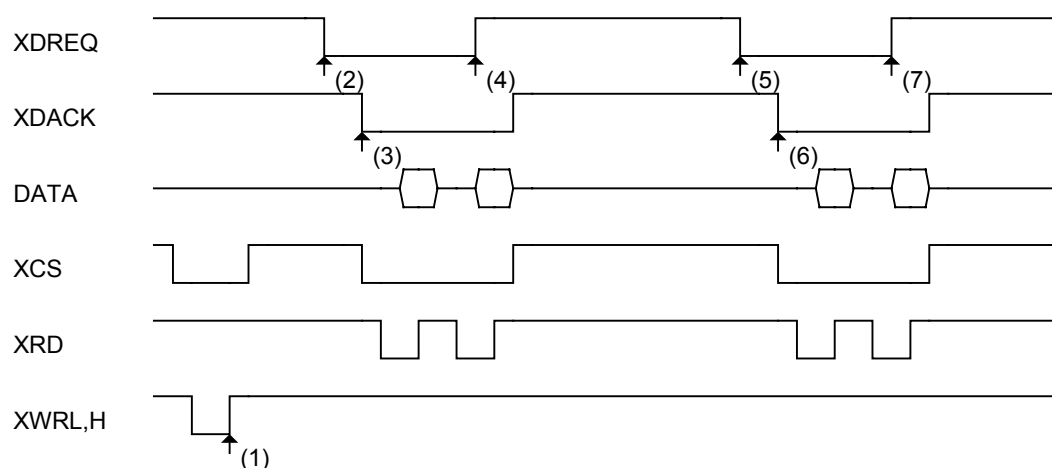 XDREQ
(2) (4) (5) (7)
XDACK
(3) (6)
DATA
XCS
XRD
XWRL,H
(1)